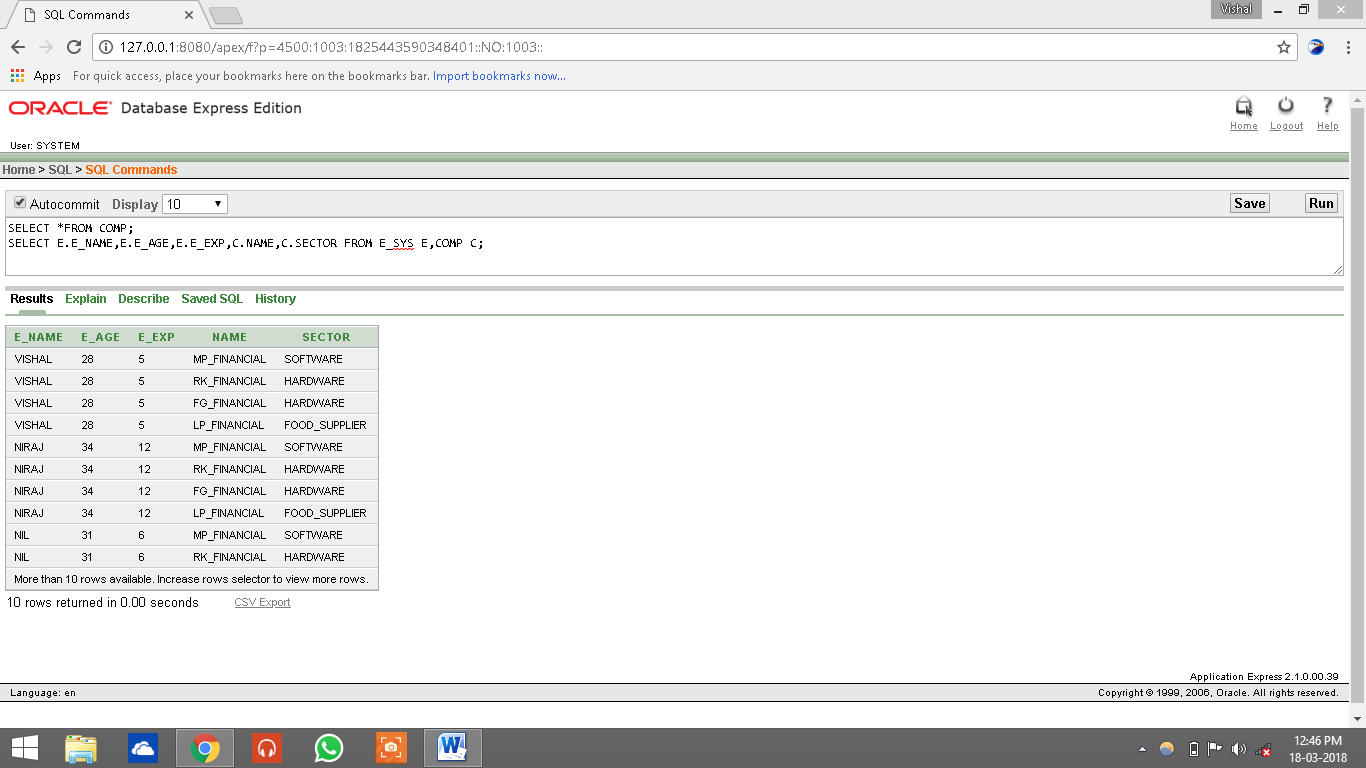 SQL Commands
Vishal
127.0.0.1:8080/apex/f?p=4500:1003:1825443590348401::NO:1003::
Apps For quick access, place your bookmarks here on the bookmarks bar. Import bookmarks now...
ORACLE Database Express Edition
Home Logout Help
User: SYSTEM
Home > SQL > SQL Commands
Autocommit Display 10 Save Run
SELECT *FROM COMP;
SELECT E.E_NAME,E.E_AGE,E.E_EXP,C.NAME,C.SECTOR FROM E_SYS E,COMP C;
Results Explain Describe Saved SQL History
E_NAME E_AGE E_EXP NAME SECTOR
VISHAL 28 5 MP_FINANCIAL SOFTWARE
VISHAL 28 5 RK_FINANCIAL HARDWARE
VISHAL 28 5 FG_FINANCIAL HARDWARE
VISHAL 28 5 LP_FINANCIAL FOOD_SUPPLIER
NIRAJ 34 12 MP_FINANCIAL SOFTWARE
NIRAJ 34 12 RK_FINANCIAL HARDWARE
NIRAJ 34 12 FG_FINANCIAL HARDWARE
NIRAJ 34 12 LP_FINANCIAL FOOD_SUPPLIER
NIL 31 6 MP_FINANCIAL SOFTWARE
NIL 31 6 RK_FINANCIAL HARDWARE
More than 10 rows available. Increase rows selector to view more rows.
10 rows returned in 0.00 seconds CSV Export
Application Express 2.1.0.00.39
Language: en Copyright © 1999, 2006, Oracle. All rights reserved.
12:46 PM
18-03-2018